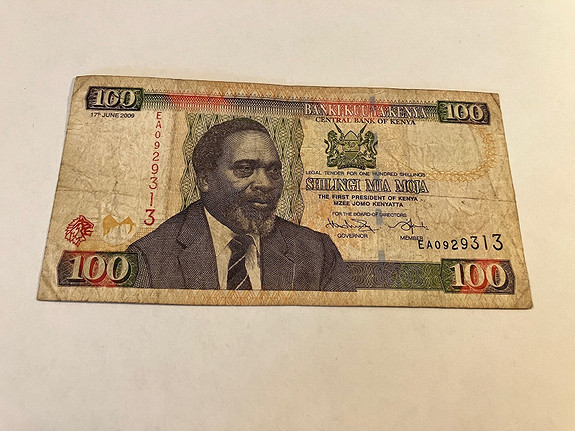 100
17th JUNE 2009
EA0929313
BANKI KUU YA KENYA
CENTRAL BANK OF KENYA
100
LEGAL TENDER FOR ONE HUNDRED SHILLINGS
SHILINGI MIA MOJA
THE FIRST PRESIDENT OF KENYA
MZEE JOMO KENYATTA
FOR THE BOARD OF DIRECTORS
GOVERNOR MEMBER
EA0929313
100
100